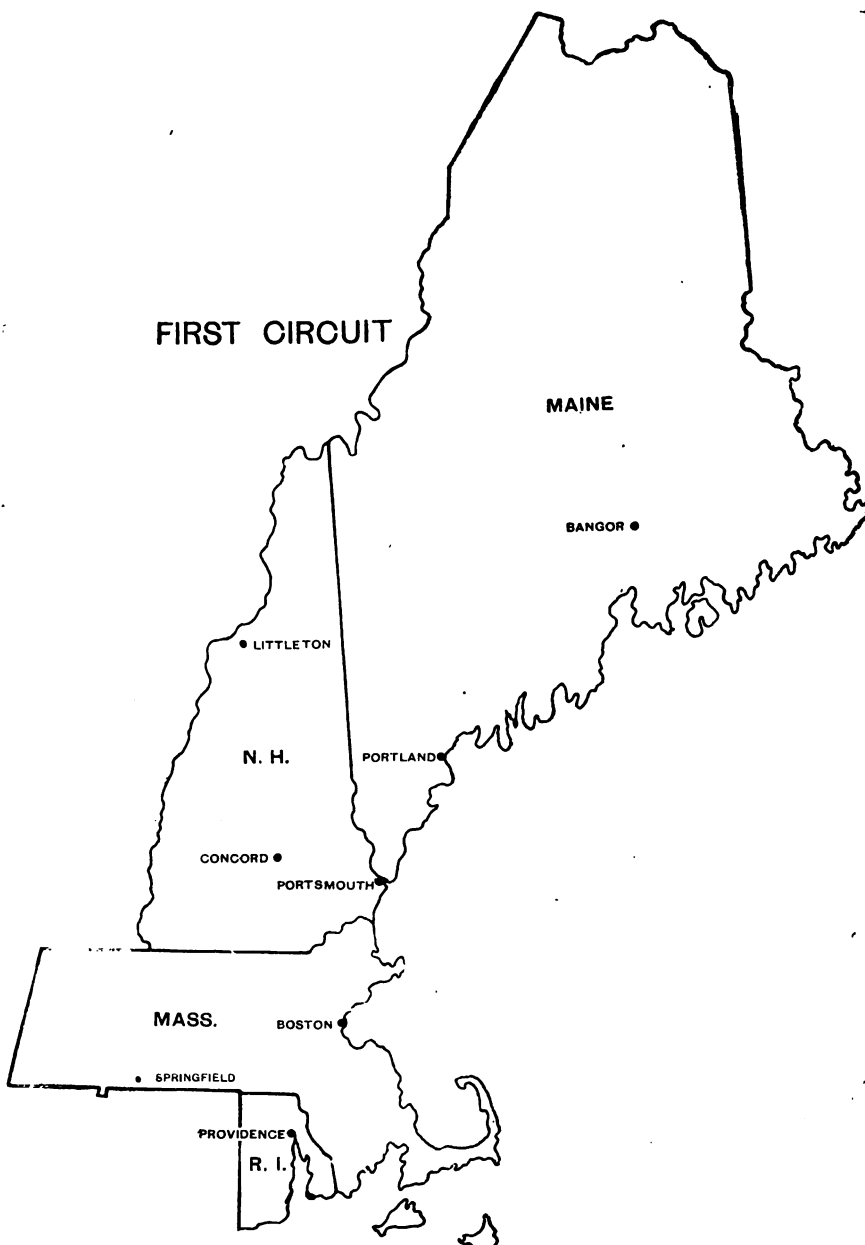 FIRST CIRCUIT
MAINE
BANGOR
LITTLETON
N. H.
PORTLAND
CONCORD
PORTSMOUTH
MASS.
BOSTON
SPRINGFIELD
PROVIDENCE
R. I.